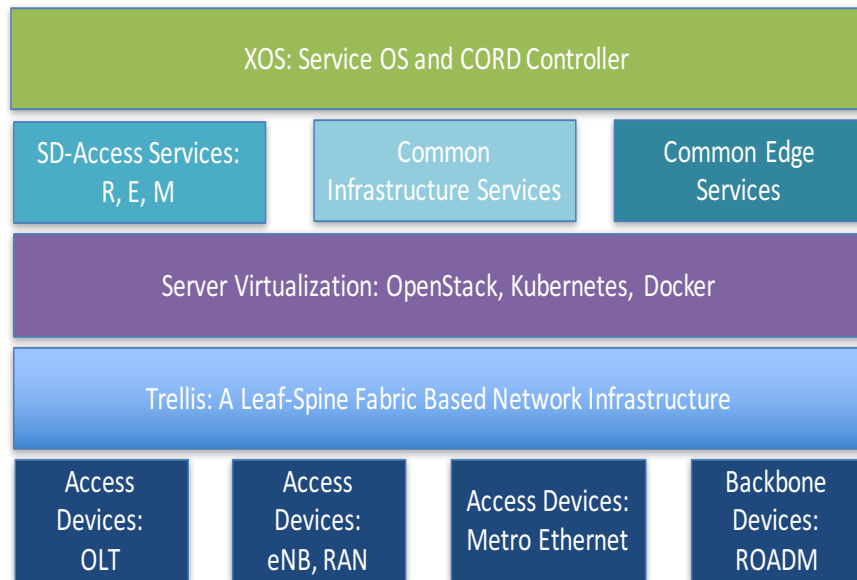 XOS: Service OS and CORD Controller
SD-Access Services:
R, E, M
Common
Infrastructure Services
Common Edge
Services
Server Virtualization: OpenStack, Kubernetes, Docker
Trellis: A Leaf-Spine Fabric Based Network Infrastructure
Access
Devices:
OLT
Access
Devices:
eNB, RAN
Access Devices:
Metro Ethernet
Backbone
Devices:
ROADM